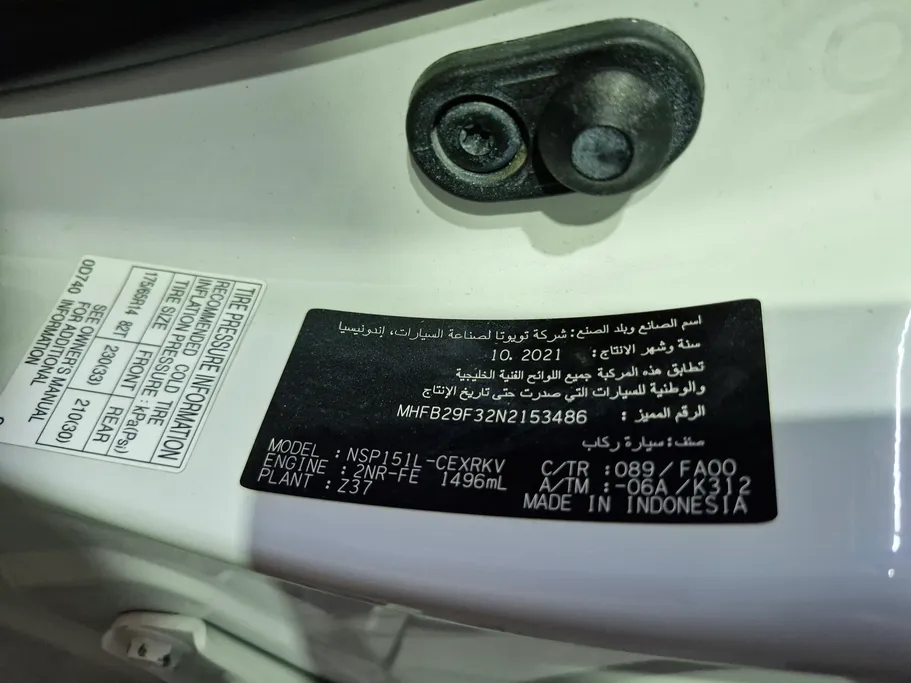 TIRE PRESSURE INFORMATION
RECOMMENDED COLD TIRE
INFLATION PRESSURE : kPa(Psi)
TIRE SIZE FRONT REAR
175/65R14 82T 230(33) 210(30)
SEE OWNER'S MANUAL
FOR ADDITIONAL
INFORMATION
0D740
اسم الصانع وبلد الصنع: شركة تويوتا لصناعة السيارات، إندونيسيا
سنة وشهر الانتاج: 10. 2021
تطابق هذه المركبة جميع اللوائح الفنية الخليجية
والوطنية للسيارات التي صدرت حتى تاريخ الإنتاج
الرقم المميز : MHFB29F32N2153486
صنف: سيارة ركاب
MODEL : NSP151L-CEXRKV C/TR :089/FA00
ENGINE : 2NR-FE 1496mL A/TM :-06A/K312
PLANT : Z37 MADE IN INDONESIA